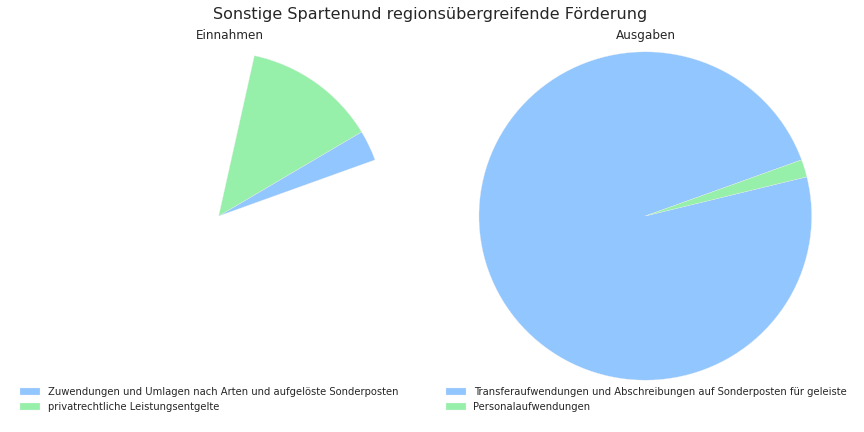 Sonstige Spartenund regionsübergreifende Förderung
Einnahmen
Ausgaben
Zuwendungen und Umlagen nach Arten und aufgelöste Sonderposten
privatrechtliche Leistungsentgelte
Transferaufwendungen und Abschreibungen auf Sonderposten für geleiste
Personalaufwendungen